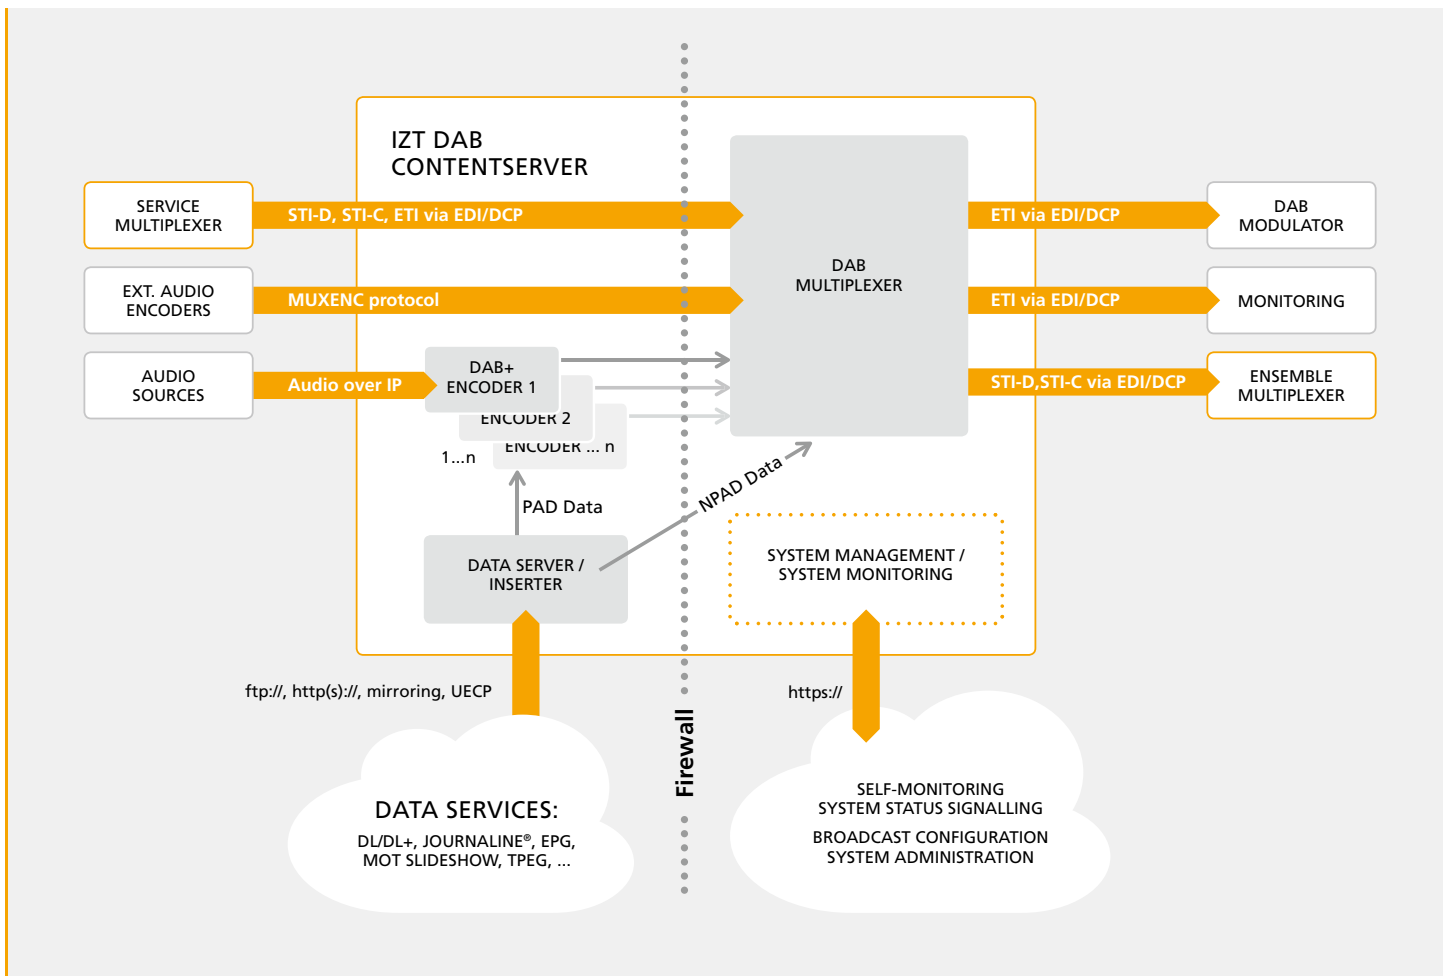 IZT DAB
CONTENTSERVER
SERVICE
MULTIPLEXER
STI-D, STI-C, ETI via EDI/DCP
EXT. AUDIO
ENCODERS
MUXENC protocol
AUDIO
SOURCES
Audio over IP
DAB+
ENCODER 1
ENCODER 2
ENCODER ... n
1...n
PAD Data
DATA SERVER /
INSERTER
NPAD Data
DAB
MULTIPLEXER
ETI via EDI/DCP
DAB
MODULATOR
ETI via EDI/DCP
MONITORING
STI-D,STI-C via EDI/DCP
ENSEMBLE
MULTIPLEXER
SYSTEM MANAGEMENT /
SYSTEM MONITORING
ftp://, http(s)://, mirroring, UECP
https://
Firewall
DATA SERVICES:
DL/DL+, JOURNALINE®, EPG,
MOT SLIDESHOW, TPEG, ...
SELF-MONITORING
SYSTEM STATUS SIGNALLING
BROADCAST CONFIGURATION
SYSTEM ADMINISTRATION